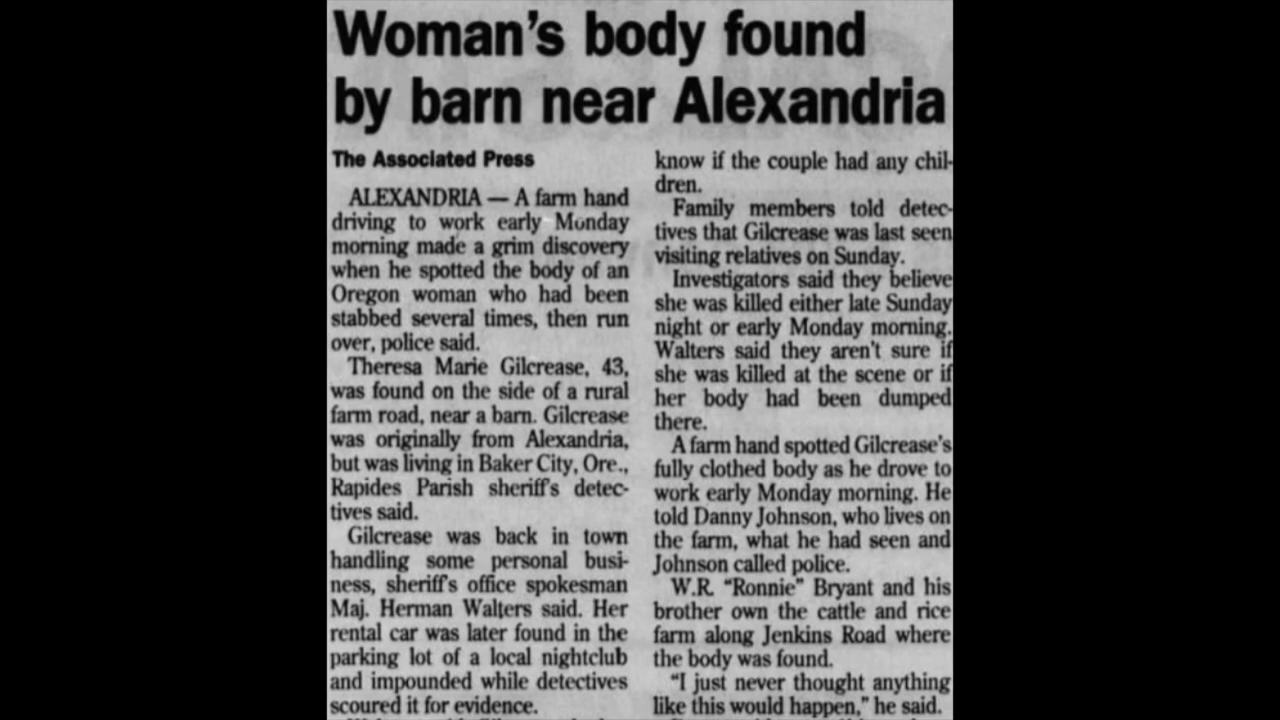 Woman's body found
by barn near Alexandria
The Associated Press
ALEXANDRIA — A farm hand
driving to work early Monday
morning made a grim discovery
when he spotted the body of an
Oregon woman who had been
stabbed several times, then run
over, police said.
Theresa Marie Gilcrease, 43,
was found on the side of a rural
farm road, near a barn. Gilcrease
was originally from Alexandria,
but was living in Baker City, Ore.,
Rapides Parish sheriff's detec-
tives said.
Gilcrease was back in town
handling some personal busi-
ness, sheriff's office spokesman
Maj. Herman Walters said. Her
rental car was later found in the
parking lot of a local nightclub
and impounded while detectives
scoured it for evidence.
know if the couple had any chil-
dren.
Family members told detec-
tives that Gilcrease was last seen
visiting relatives on Sunday.
Investigators said they believe
she was killed either late Sunday
night or early Monday morning.
Walters said they aren't sure if
she was killed at the scene or if
her body had been dumped
there.
A farm hand spotted Gilcrease's
fully clothed body as he drove to
work early Monday morning. He
told Danny Johnson, who lives on
the farm, what he had seen and
Johnson called police.
W.R. "Ronnie" Bryant and his
brother own the cattle and rice
farm along Jenkins Road where
the body was found.
"I just never thought anything
like this would happen," he said.